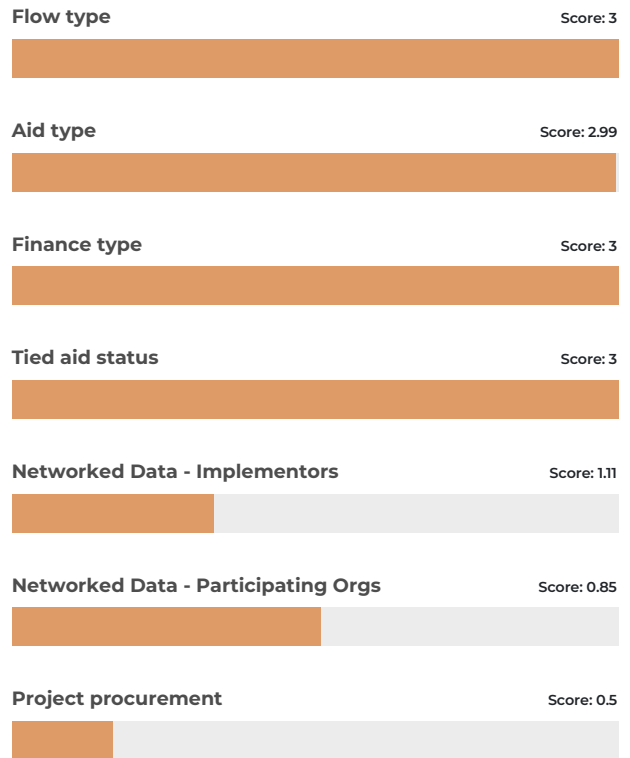 Flow type Score: 3
Aid type Score: 2.99
Finance type Score: 3
Tied aid status Score: 3
Networked Data - Implementors Score: 1.11
Networked Data - Participating Orgs Score: 0.85
Project procurement Score: 0.5